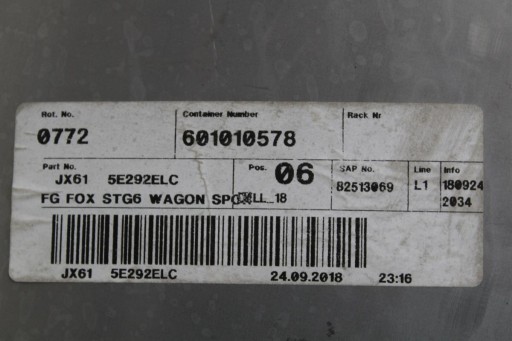 Rot. No. Container Number Rack Nr
0772 601010578
Part No. Pos. 06 SAP No. Line Info
JX61 5E292ELC 82513069 L1 180924
FG FOX STG6 WAGON LL_18 2034
JX61 5E292ELC 24.09.2018 23:16